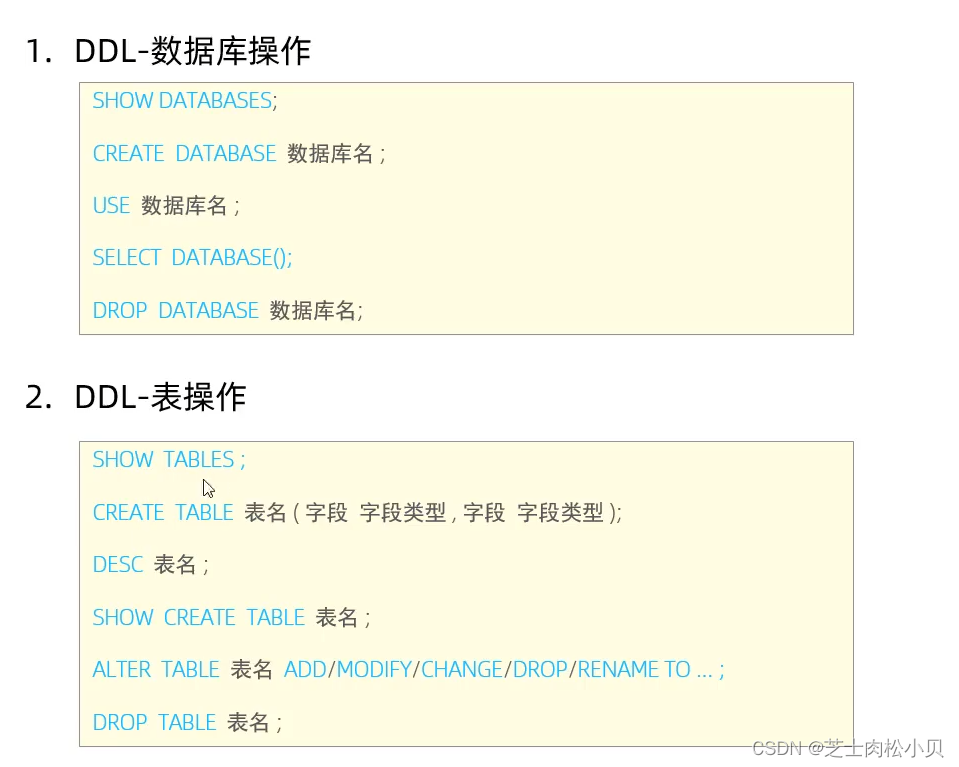 1. DDL-数据库操作
SHOW DATABASES;
CREATE DATABASE 数据库名 ;
USE 数据库名 ;
SELECT DATABASE();
DROP DATABASE 数据库名;
2. DDL-表操作
SHOW TABLES ;
CREATE TABLE 表名 ( 字段 字段类型 , 字段 字段类型 );
DESC 表名 ;
SHOW CREATE TABLE 表名 ;
ALTER TABLE 表名 ADD/MODIFY/CHANGE/DROP/RENAME TO ... ;
DROP TABLE 表名 ;
CSDN @芝士肉松小贝